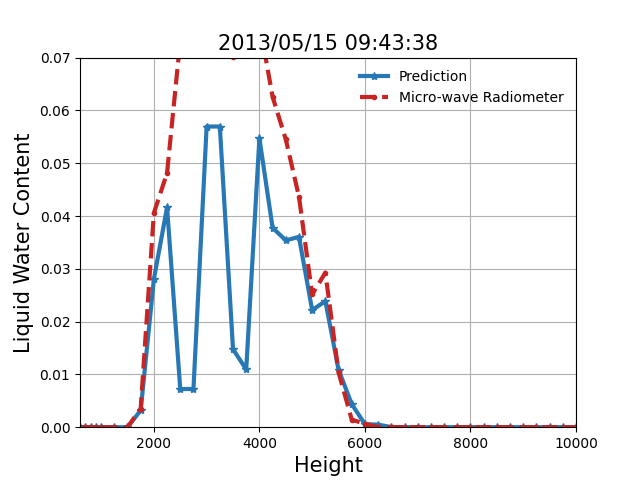 2013/05/15 09:43:38
Prediction
Micro-wave Radiometer
Liquid Water Content
0.07
0.06
0.05
0.04
0.03
0.02
0.01
0.00
2000 4000 6000 8000 10000
Height